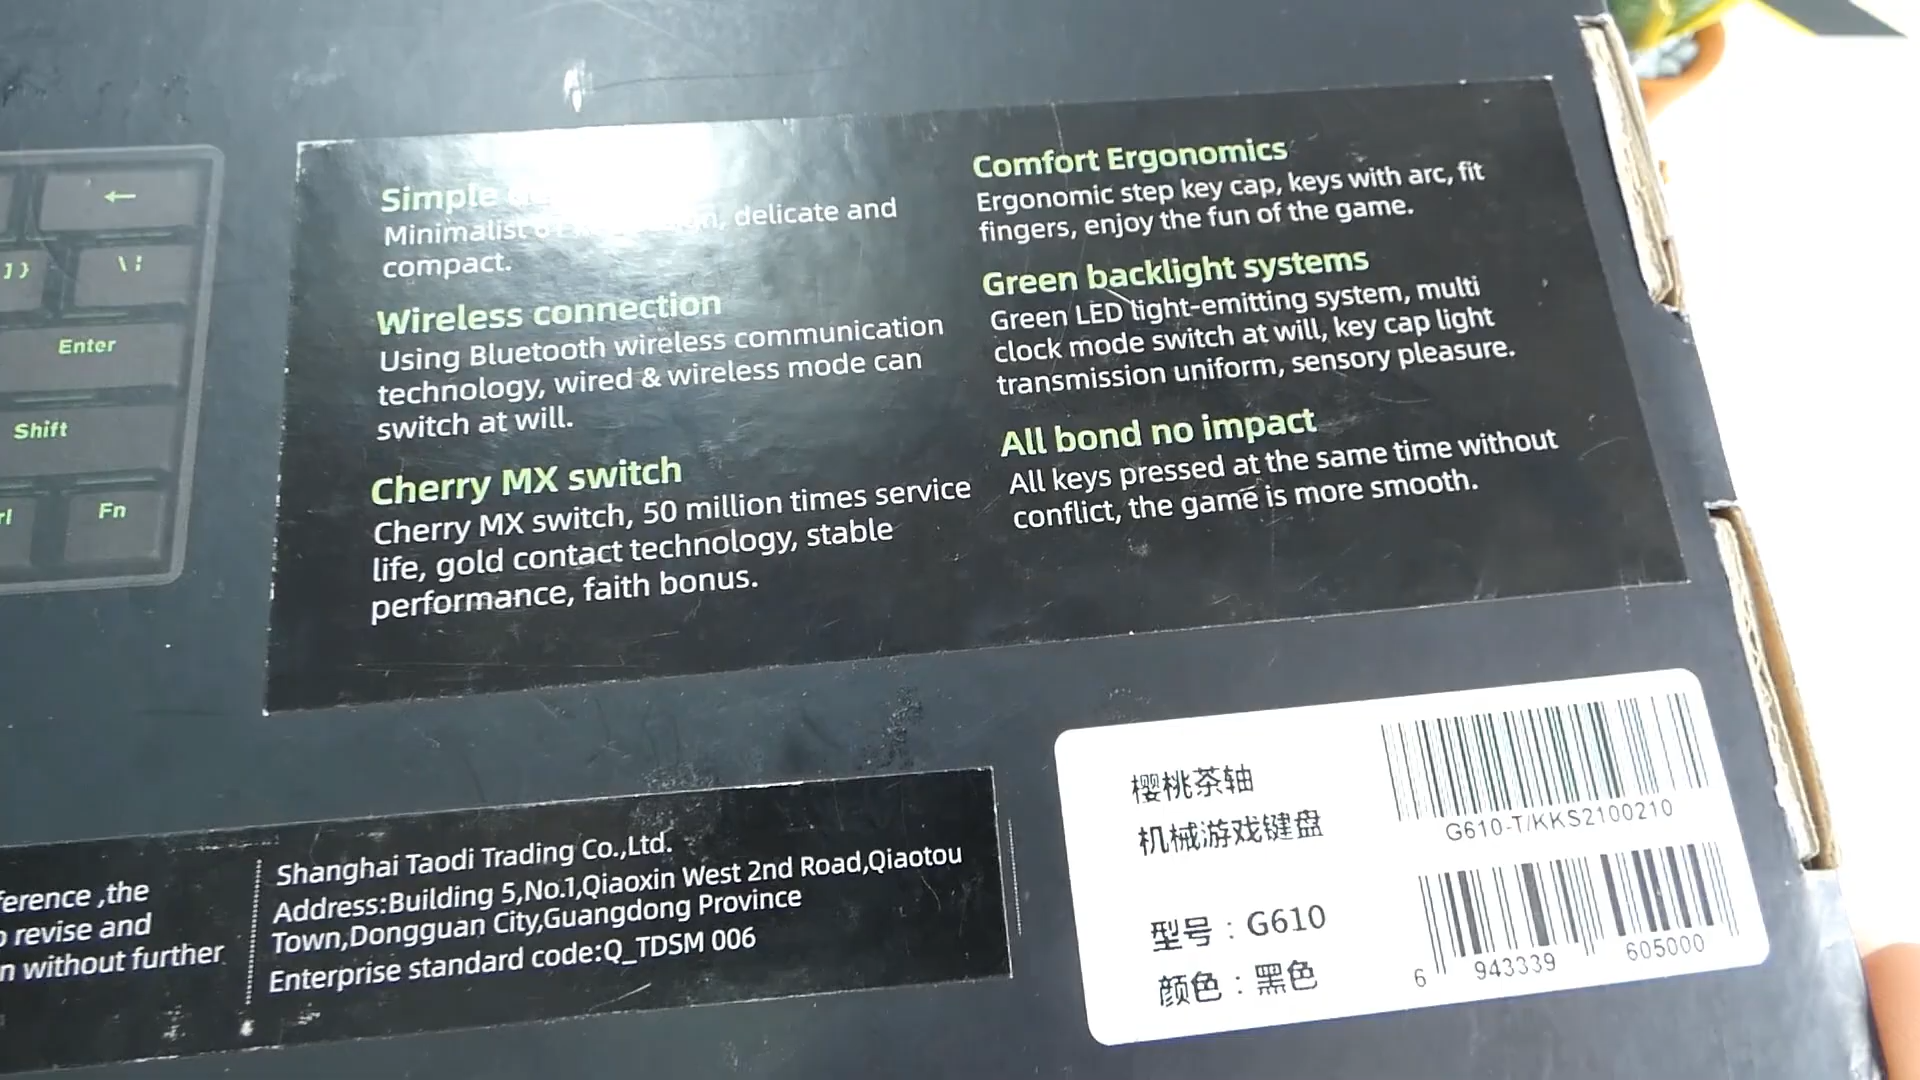 ←
] }
\ ¦
Enter
Shift
Fn
Simple
Minimalist delicate and
compact.
Wireless connection
Using Bluetooth wireless communication
technology, wired & wireless mode can
switch at will.
Cherry MX switch
Cherry MX switch, 50 million times service
life, gold contact technology, stable
performance, faith bonus.
Comfort Ergonomics
Ergonomic step key cap, keys with arc, fit
fingers, enjoy the fun of the game.
Green backlight systems
Green LED light-emitting system, multi
clock mode switch at will, key cap light
transmission uniform, sensory pleasure.
All bond no impact
All keys pressed at the same time without
conflict, the game is more smooth.
ference ,the
revise and
n without further
Shanghai Taodi Trading Co.,Ltd.
Address:Building 5,No.1,Qiaoxin West 2nd Road,Qiaotou
Town,Dongguan City,Guangdong Province
Enterprise standard code:Q_TDSM 006
樱桃茶轴
机械游戏键盘
型号：G610
颜色：黑色
G610-T/KKS2100210
6 943339 605000